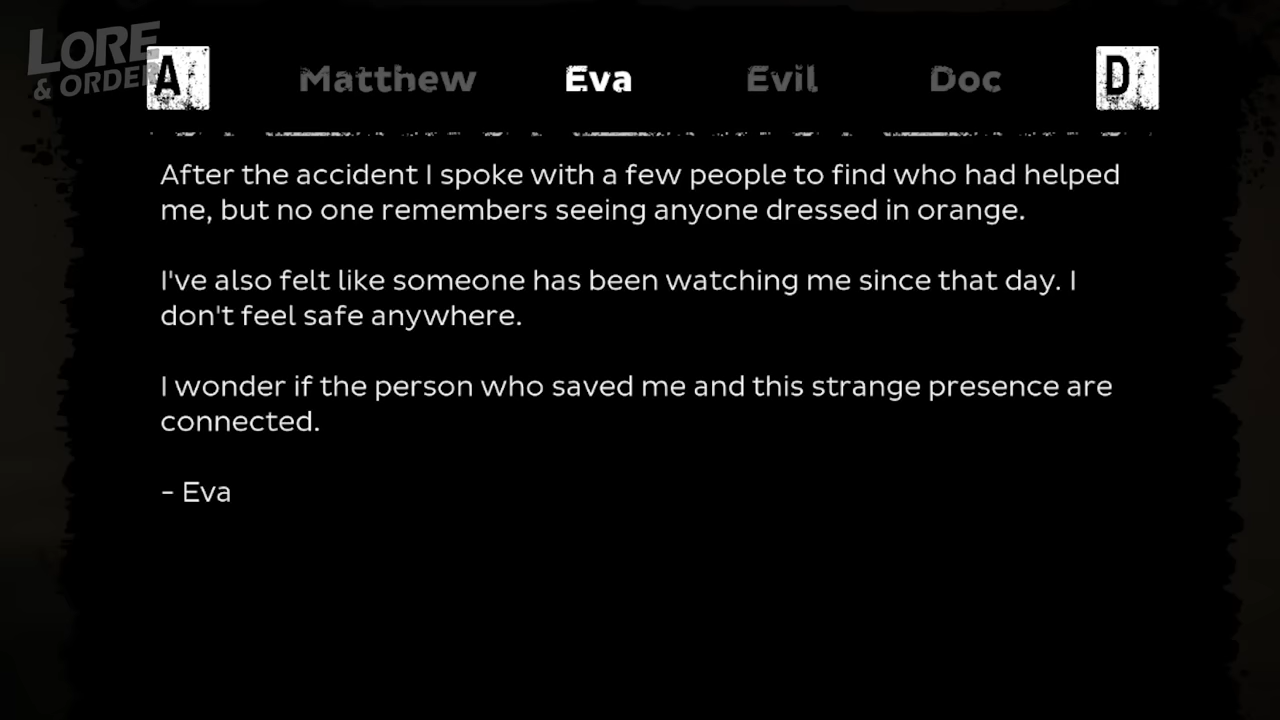 LORE
& ORDER
A Matthew Eva Evil Doc D
After the accident I spoke with a few people to find who had helped
me, but no one remembers seeing anyone dressed in orange.
I've also felt like someone has been watching me since that day. I
don't feel safe anywhere.
I wonder if the person who saved me and this strange presence are
connected.
- Eva